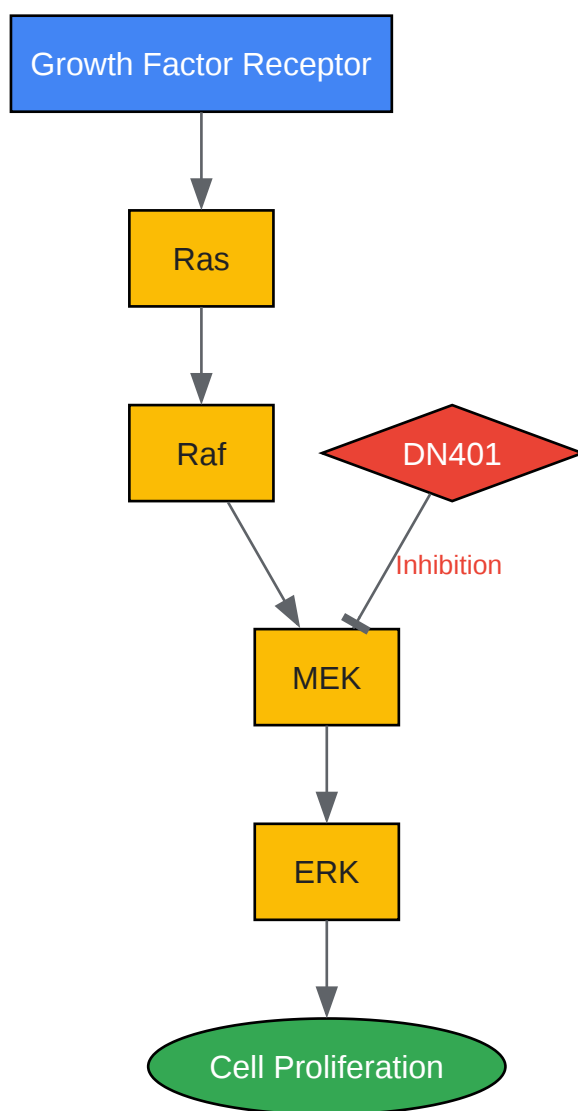 Growth Factor Receptor
Ras
Raf
DN401
Inhibition
MEK
ERK
Cell Proliferation